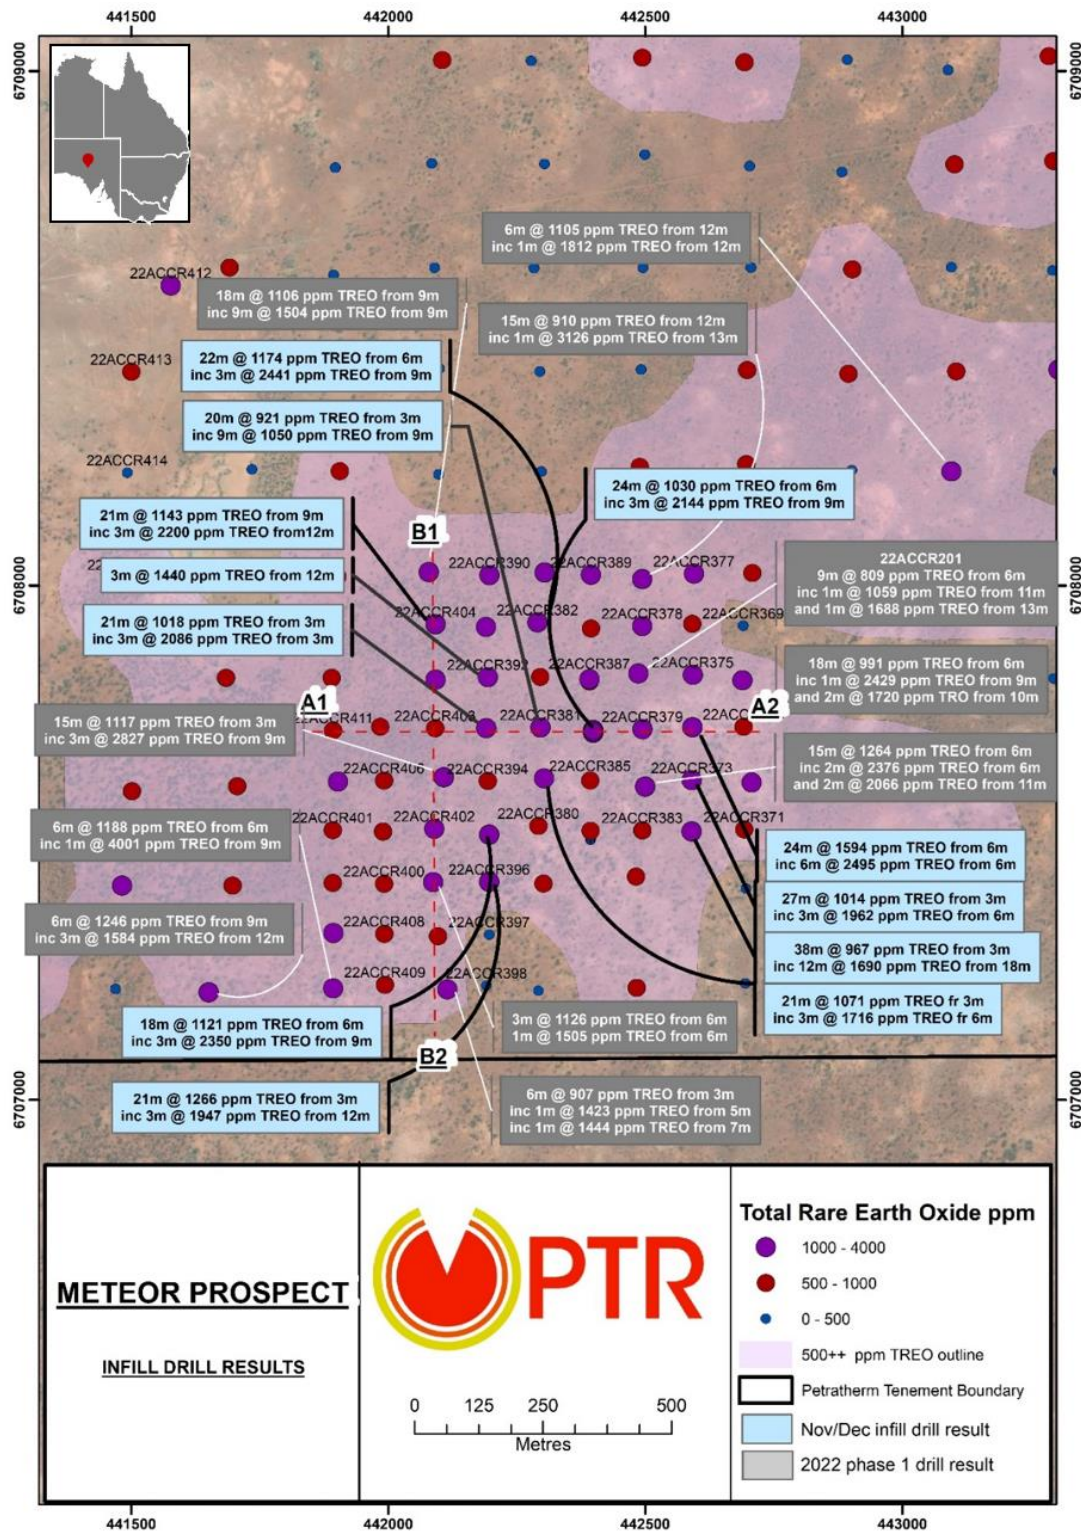 441500
442000
442500
443000
6709000
6709000
6m @ 1105 ppm TREO from 12m
inc 1m @ 1812 ppm TREO from 12m
22ACCR412
18m @ 1106 ppm TREO from 9m
inc 9m @ 1504 ppm TREO from 9m
15m @ 910 ppm TREO from 12m
inc 1m @ 3126 ppm TREO from 13m
22ACCR413
22m @ 1174 ppm TREO from 6m
inc 3m @ 2441 ppm TREO from 9m
20m @ 921 ppm TREO from 3m
inc 9m @ 1050 ppm TREO from 9m
22ACCR414
24m @ 1030 ppm TREO from 6m
inc 3m @ 2144 ppm TREO from 9m
21m @ 1143 ppm TREO from 9m
inc 3m @ 2200 ppm TREO from12m
B1
22ACCR390
22ACCR389
22ACCR377
6708000
6708000
3m @ 1440 ppm TREO from 12m
22ACCR201
9m @ 809 ppm TREO from 6m
inc 1m @ 1059 ppm TREO from 11m
and 1m @ 1688 ppm TREO from 13m
21m @ 1018 ppm TREO from 3m
inc 3m @ 2086 ppm TREO from 3m
22ACCR404
22ACCR382
22ACCR378
22ACCR369
22ACCR392
22ACCR387
22ACCR375
18m @ 991 ppm TREO from 6m
inc 1m @ 2429 ppm TREO from 9m
and 2m @ 1720 ppm TRO from 10m
A1
A2
15m @ 1117 ppm TREO from 3m
inc 3m @ 2827 ppm TREO from 9m
22ACCR411
22ACCR403
22ACCR381
22ACCR379
15m @ 1264 ppm TREO from 6m
inc 2m @ 2376 ppm TREO from 6m
and 2m @ 2066 ppm TREO from 11m
22ACCR406
22ACCR394
22ACCR385
22ACCR373
6m @ 1188 ppm TREO from 6m
inc 1m @ 4001 ppm TREO from 9m
22ACCR401
22ACCR402
22ACCR380
22ACCR383
22ACCR371
24m @ 1594 ppm TREO from 6m
inc 6m @ 2495 ppm TREO from 6m
22ACCR400
22ACCR396
27m @ 1014 ppm TREO from 3m
inc 3m @ 1962 ppm TREO from 6m
6m @ 1246 ppm TREO from 9m
inc 3m @ 1584 ppm TREO from 12m
22ACCR408
22ACCR397
38m @ 967 ppm TREO from 3m
inc 12m @ 1690 ppm TREO from 18m
22ACCR409
22ACCR398
21m @ 1071 ppm TREO fr 3m
inc 3m @ 1716 ppm TREO fr 6m
18m @ 1121 ppm TREO from 6m
inc 3m @ 2350 ppm TREO from 9m
3m @ 1126 ppm TREO from 6m
1m @ 1505 ppm TREO from 6m
B2
21m @ 1266 ppm TREO from 3m
inc 3m @ 1947 ppm TREO from 12m
6m @ 907 ppm TREO from 3m
inc 1m @ 1423 ppm TREO from 5m
inc 1m @ 1444 ppm TREO from 7m
6707000
6707000
METEOR PROSPECT
INFILL DRILL RESULTS
PTR
0 125 250 500
Metres
Total Rare Earth Oxide ppm
1000 - 4000
500 - 1000
0 - 500
500++ ppm TREO outline
Petratherm Tenement Boundary
Nov/Dec infill drill result
2022 phase 1 drill result
441500
442000
442500
443000